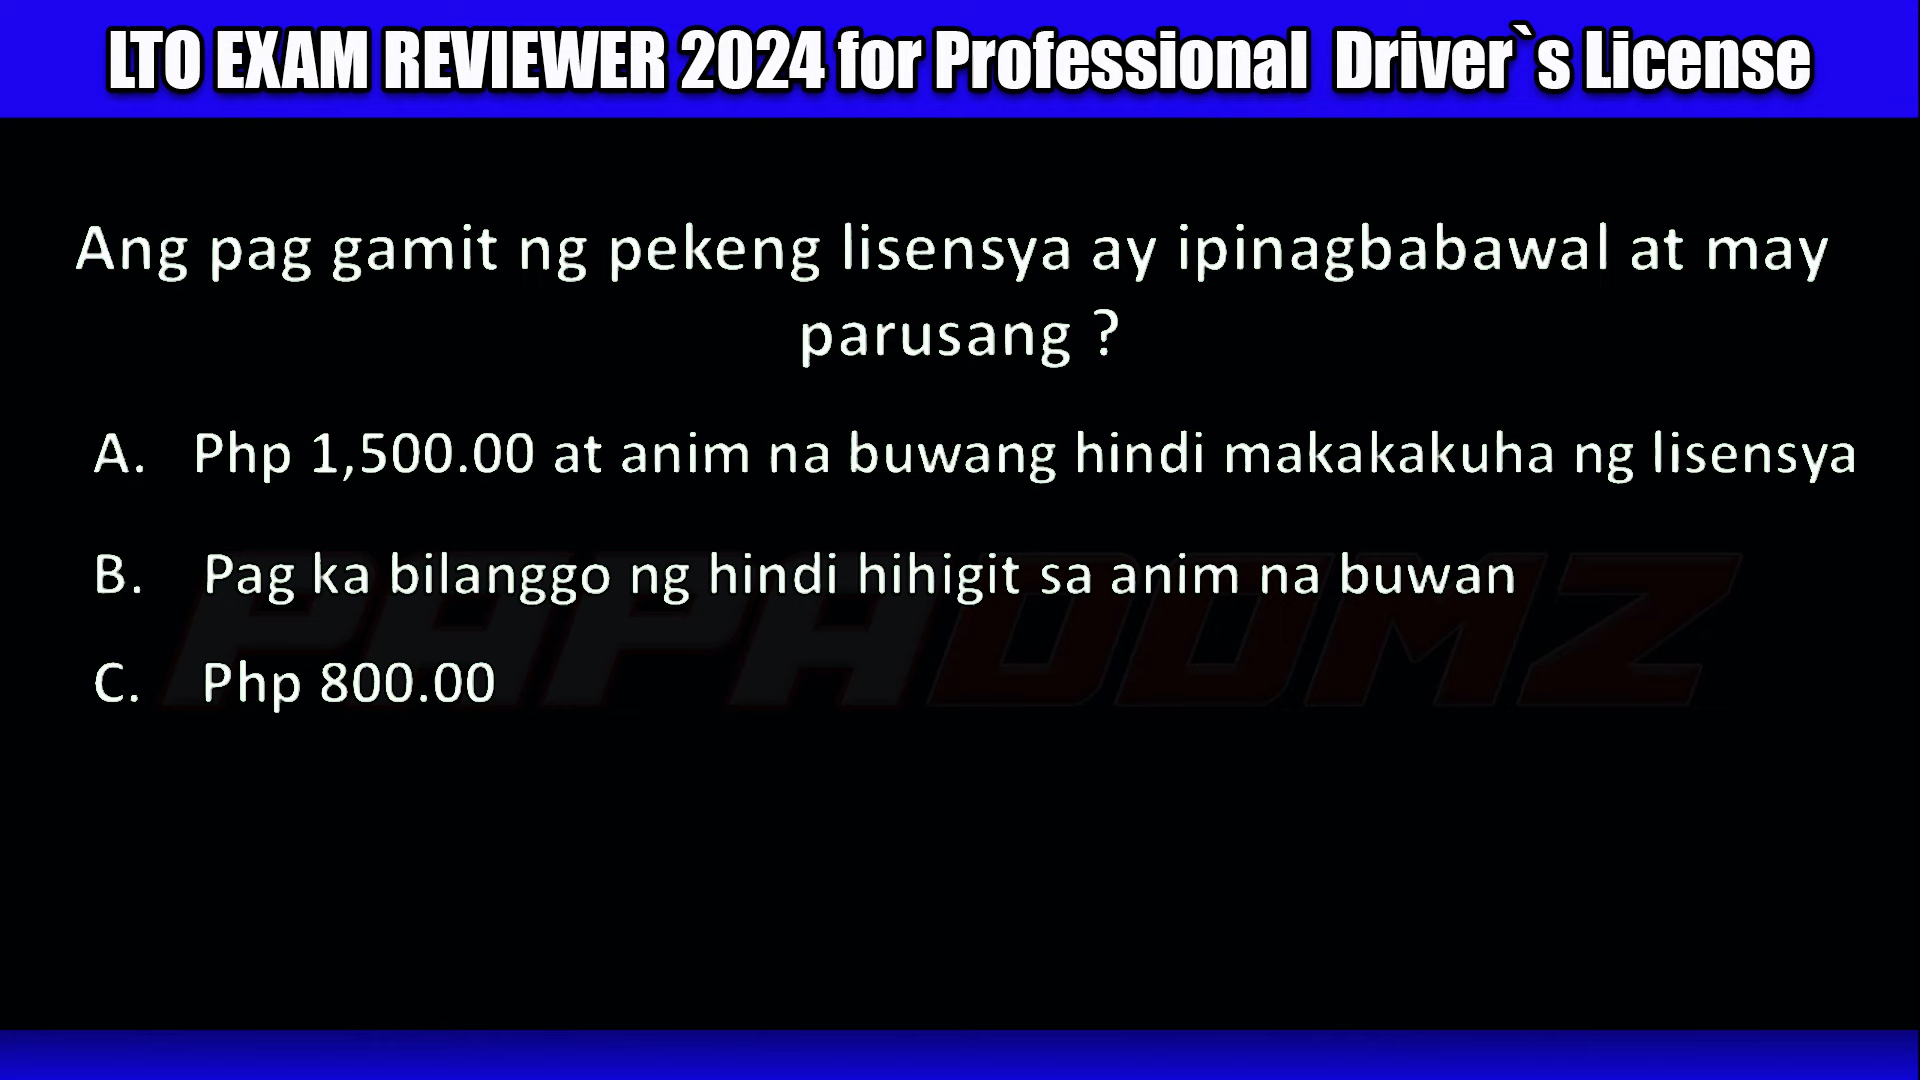 LTO EXAM REVIEWER 2024 for Professional Driver`s License
Ang pag gamit ng pekeng lisensya ay ipinagbabawal at may
parusang ?
A. Php 1,500.00 at anim na buwang hindi makakakuha ng lisensya
B. Pag ka bilanggo ng hindi hihigit sa anim na buwan
PAPADOMZ
C. Php 800.00